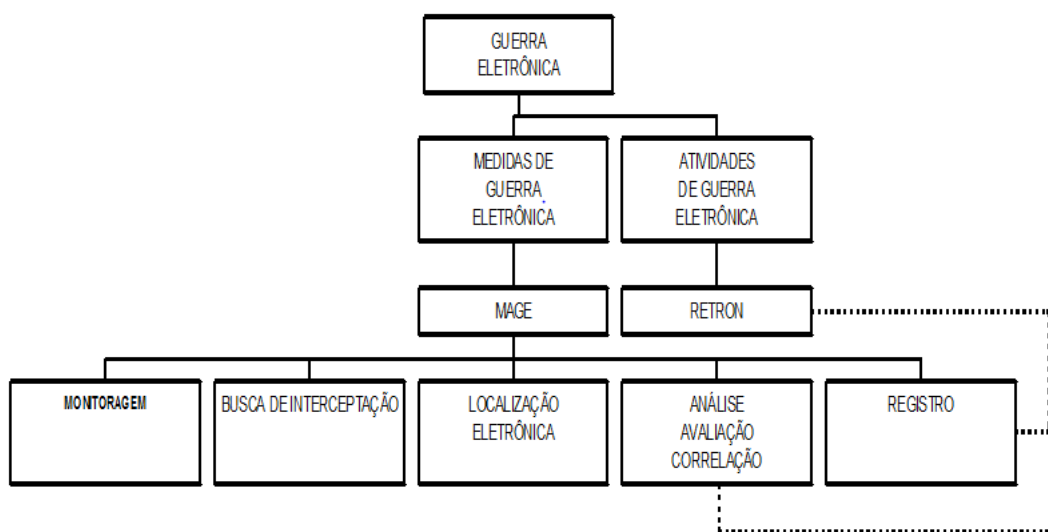 GUERRA
ELETRÔNICA
MEDIDAS DE
GUERRA
ELETRÔNICA
ATIVIDADES
DE GUERRA
ELETRÔNICA
MAGE
RETRON
MONITORAGEM
BUSCA DE INTERCEPTAÇÃO
LOCALIZAÇÃO
ELETRÔNICA
ANÁLISE
AVALIAÇÃO
CORRELAÇÃO
REGISTRO